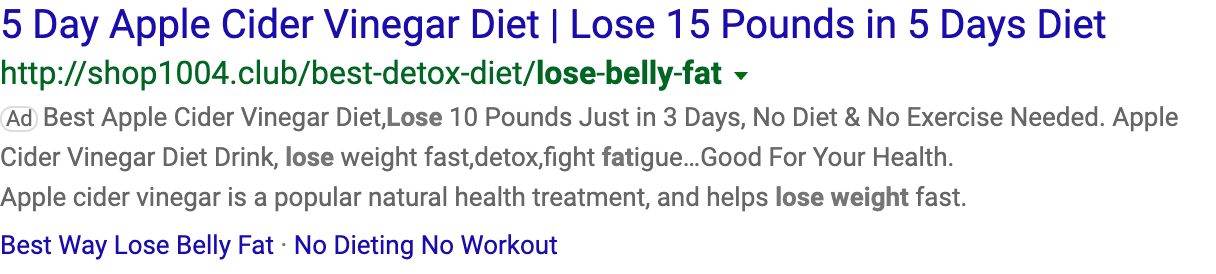 5 Day Apple Cider Vinegar Diet | Lose 15 Pounds in 5 Days Diet
http://shop1004.club/best-detox-diet/lose-belly-fat
Ad Best Apple Cider Vinegar Diet,Lose 10 Pounds Just in 3 Days, No Diet & No Exercise Needed. Apple
Cider Vinegar Diet Drink, lose weight fast,detox,fight fatigue...Good For Your Health.
Apple cider vinegar is a popular natural health treatment, and helps lose weight fast.
Best Way Lose Belly Fat · No Dieting No Workout